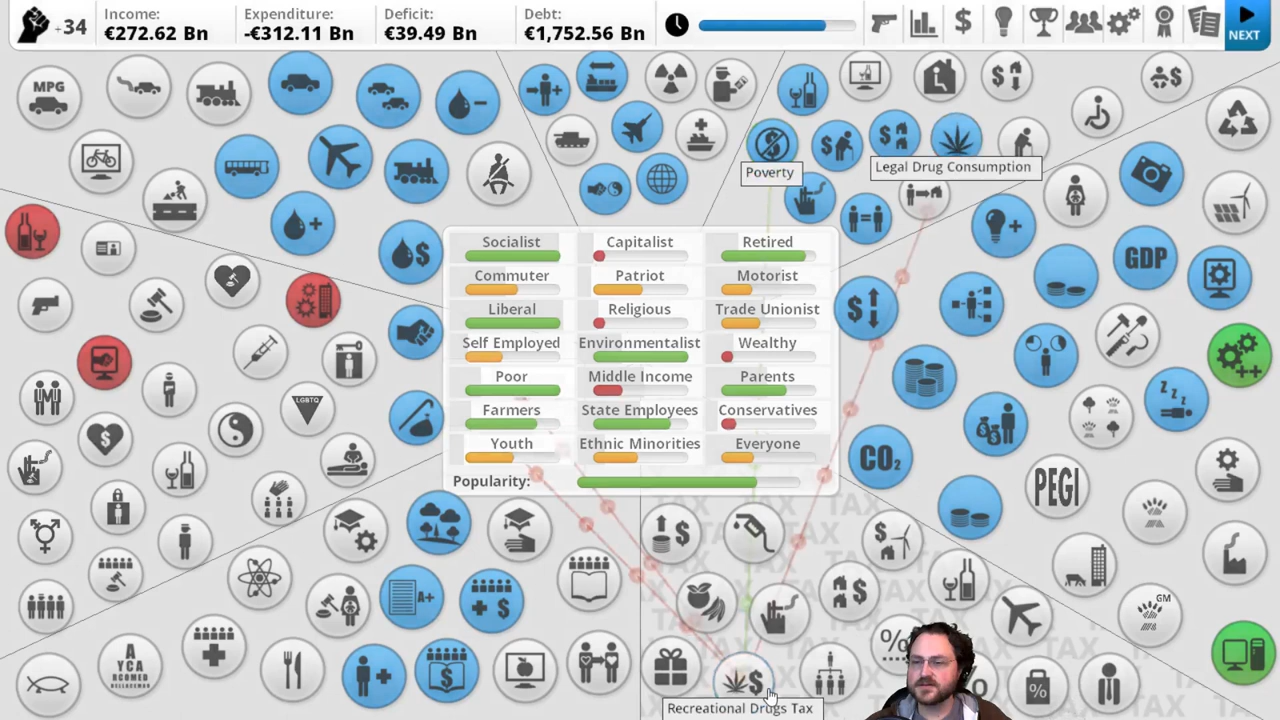 +34
Income:
€272.62 Bn
Expenditure:
-€312.11 Bn
Deficit:
€39.49 Bn
Debt:
€1,752.56 Bn
NEXT
MPG
Poverty
Legal Drug Consumption
GDP
Socialist
Capitalist
Retired
Commuter
Patriot
Motorist
Liberal
Religious
Trade Unionist
Self Employed
Environmentalist
Wealthy
Poor
Middle Income
Parents
Farmers
State Employees
Conservatives
Youth
Ethnic Minorities
Everyone
Popularity:
LGBTQ
CO2
PEGI
A+
GM
TAX TAX TAX
A
YCA
Recreational Drugs Tax